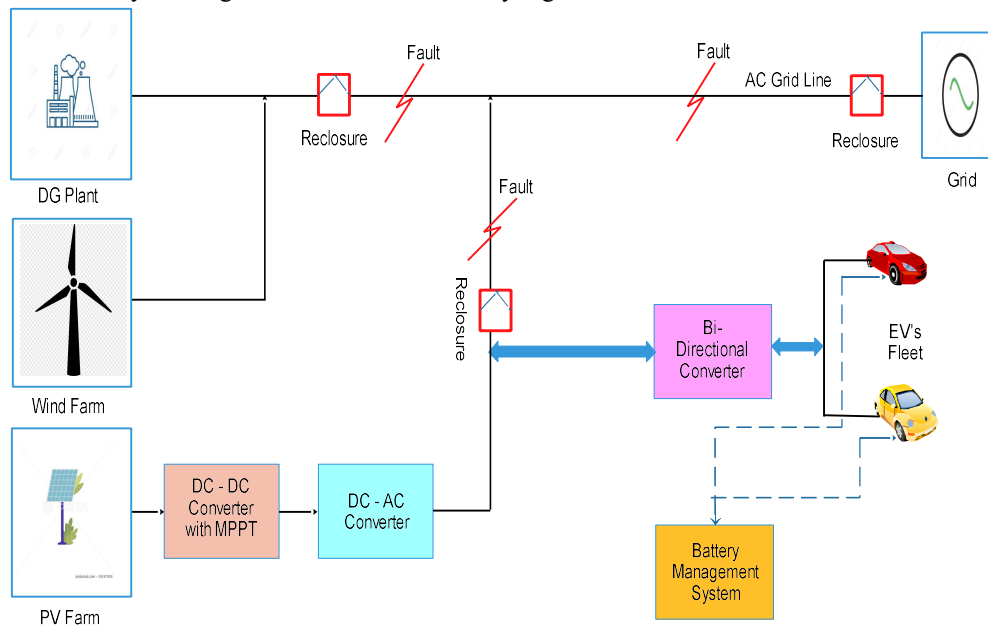 Fault
Fault
AC Grid Line
Reclosure
Reclosure
DG Plant
Grid
Fault
Reclosure
Bi-
Directional
Converter
EV's
Fleet
Wind Farm
DC - DC
Converter
with MPPT
DC - AC
Converter
Battery
Management
System
PV Farm